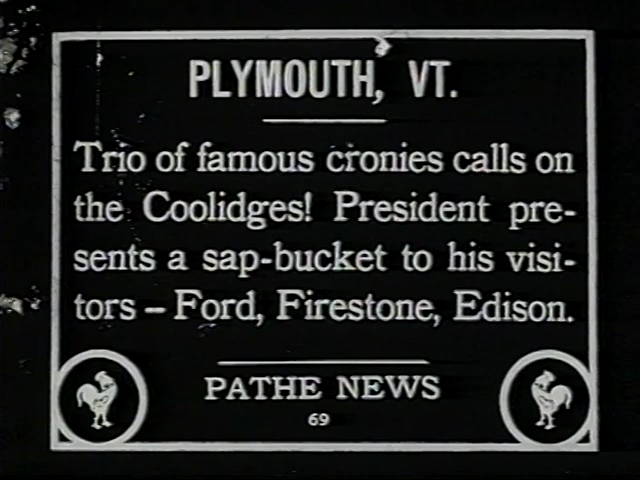 PLYMOUTH, VT.
Trio of famous cronies calls on
the Coolidges! President pre-
sents a sap-bucket to his visi-
tors – Ford, Firestone, Edison.
PATHE NEWS
69